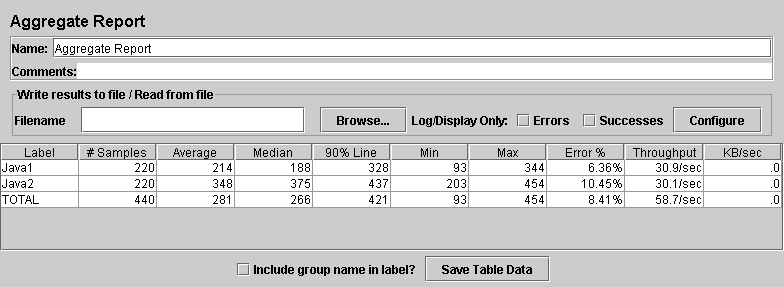 Aggregate Report
Name: Aggregate Report
Comments:
Write results to file / Read from file
Filename Browse... Log/Display Only: Errors Successes Configure
Label # Samples Average Median 90% Line Min Max Error % Throughput KB/sec
Java1 220 214 188 328 93 344 6.36% 30.9/sec .0
Java2 220 348 375 437 203 454 10.45% 30.1/sec .0
TOTAL 440 281 266 421 93 454 8.41% 58.7/sec .0
Include group name in label? Save Table Data